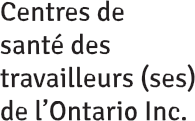 Centres de
santé des
travailleurs (ses)
de l'Ontario Inc.